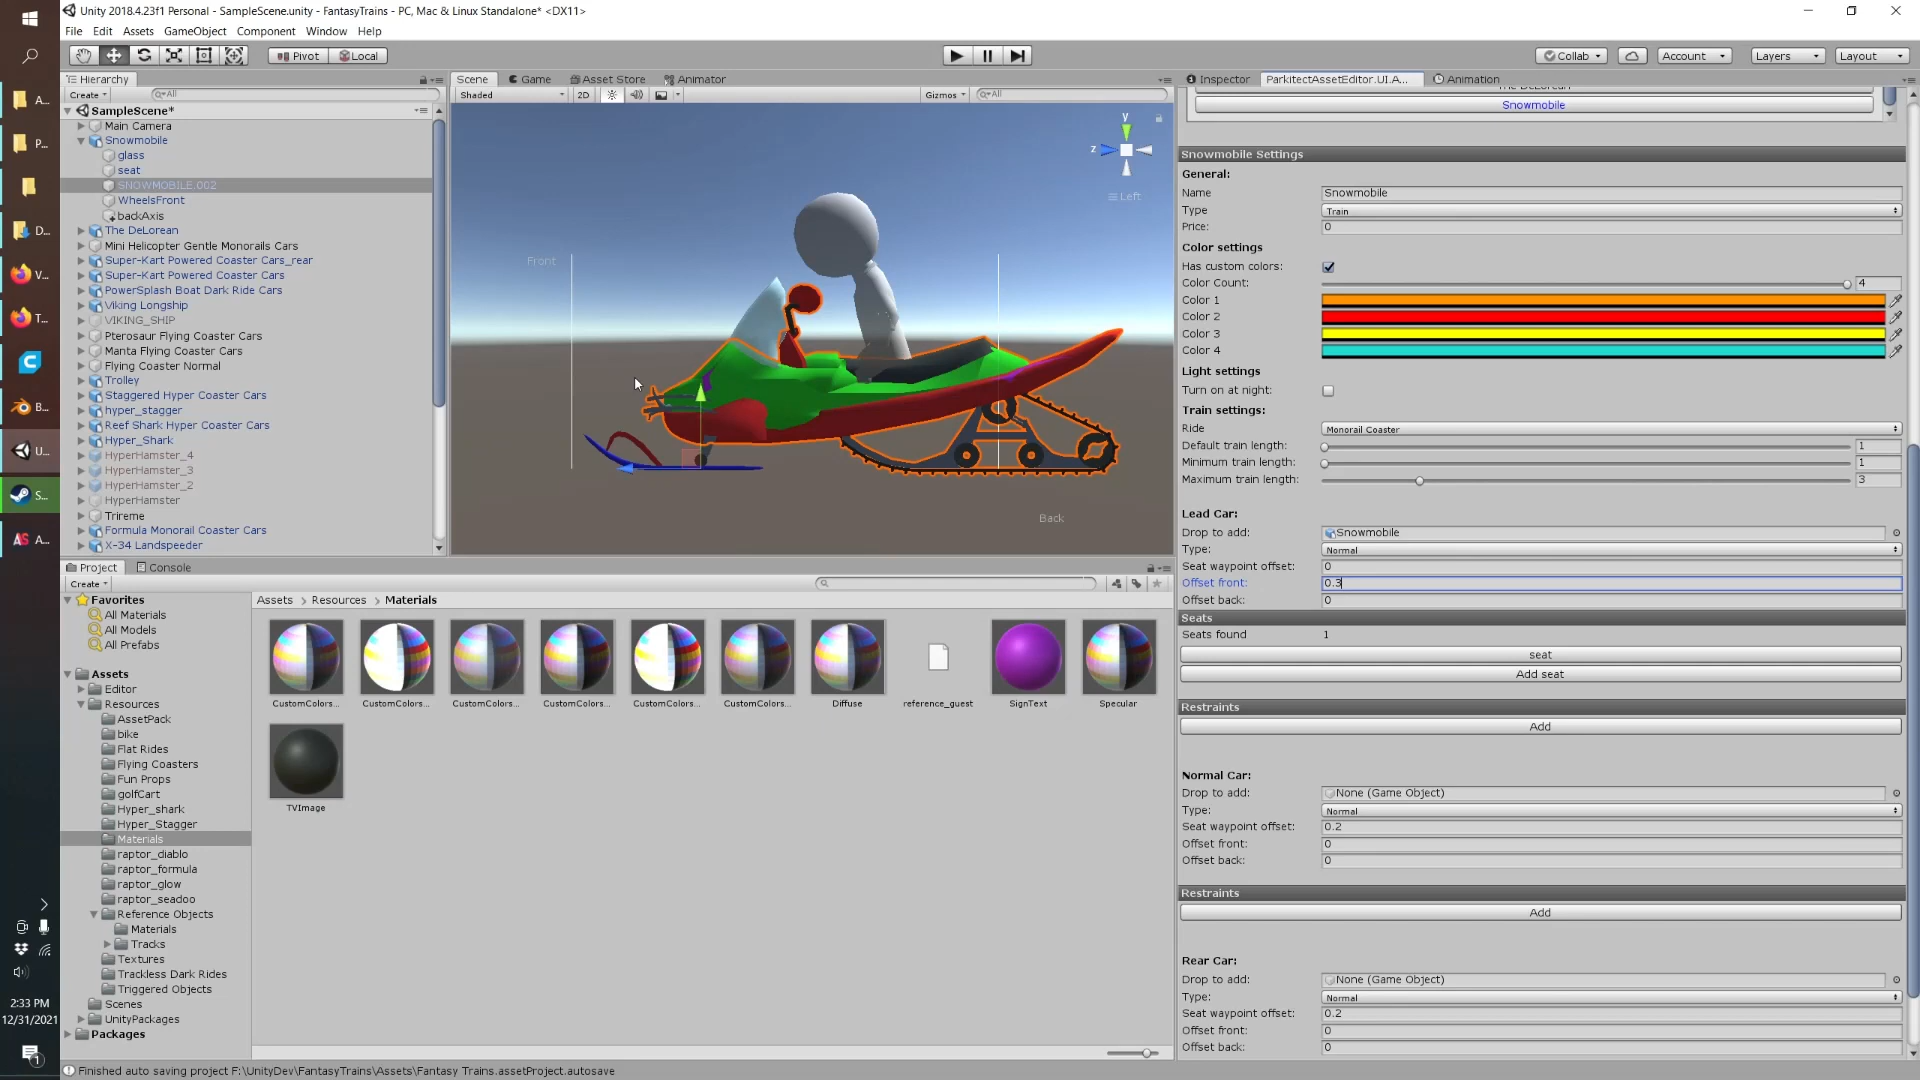 Unity 2018.4.23f1 Personal - SampleScene.unity - FantasyTrains - PC, Mac & Linux Standalone* <DX11>
File Edit Assets GameObject Component Window Help
Pivot Local Collab Account Layers Layout
Hierarchy
Create All
SampleScene*
Main Camera
Snowmobile
glass
seat
SNOWMOBILE.002
WheelsFront
backAxis
The DeLorean
Mini Helicopter Gentle Monorails Cars
Super-Kart Powered Coaster Cars_rear
Super-Kart Powered Coaster Cars
PowerSplash Boat Dark Ride Cars
Viking Longship
VIKING_SHIP
Pterosaur Flying Coaster Cars
Manta Flying Coaster Cars
Flying Coaster Normal
Trolley
Staggered Hyper Coaster Cars
hyper_stagger
Reef Shark Hyper Coaster Cars
Hyper_Shark
HyperHamster_4
HyperHamster_3
HyperHamster_2
HyperHamster
Trireme
Formula Monorail Coaster Cars
X-34 Landspeeder
Scene Game Asset Store Animator
Shaded 2D Gizmos All
y
z
Left
Front
Back
Project Console
Create
Favorites
All Materials
All Models
All Prefabs
Assets
Editor
Resources
AssetPack
bike
Flat Rides
Flying Coasters
Fun Props
golfCart
Hyper_shark
Hyper_Stagger
Materials
raptor_diablo
raptor_formula
raptor_glow
raptor_seadoo
Reference Objects
Materials
Tracks
Textures
Trackless Dark Rides
Triggered Objects
Scenes
UnityPackages
Packages
Assets > Resources > Materials
CustomColors... CustomColors... CustomColors... CustomColors... CustomColors... CustomColors... Diffuse reference_guest SignText Specular
TVImage
Inspector ParkitectAssetEditor.UI.A... Animation
The DeLorean
Snowmobile
Snowmobile Settings
General:
Name Snowmobile
Type Train
Price: 0
Color settings
Has custom colors:
Color Count: 4
Color 1
Color 2
Color 3
Color 4
Light settings
Turn on at night:
Train settings:
Ride Monorail Coaster
Default train length: 1
Minimum train length: 1
Maximum train length: 3
Lead Car:
Drop to add: Snowmobile
Type: Normal
Seat waypoint offset: 0
Offset front: 0.3
Offset back: 0
Seats
Seats found 1
seat
Add seat
Restraints
Add
Normal Car:
Drop to add: None (Game Object)
Type: Normal
Seat waypoint offset: 0.2
Offset front: 0
Offset back: 0
Restraints
Add
Rear Car:
Drop to add: None (Game Object)
Type: Normal
Seat waypoint offset: 0.2
Offset front: 0
Offset back: 0
A...
P...
D...
V...
T...
B...
U...
S...
AS A...
2:33 PM
12/31/2021
1
Finished auto saving project F:\UnityDev\FantasyTrains\Assets\Fantasy Trains.assetProject.autosave